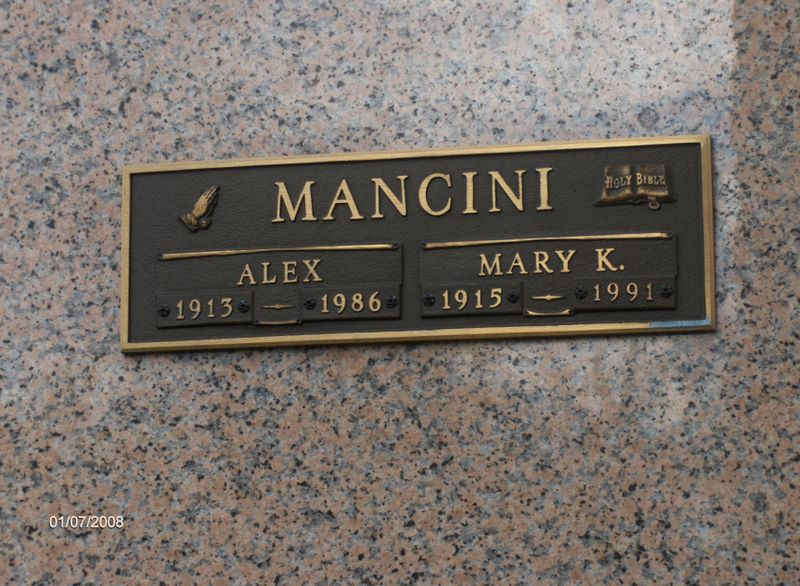 MANCINI
HOLY BIBLE
ALEX
1913 1986
MARY K.
1915 1991
01/07/2008